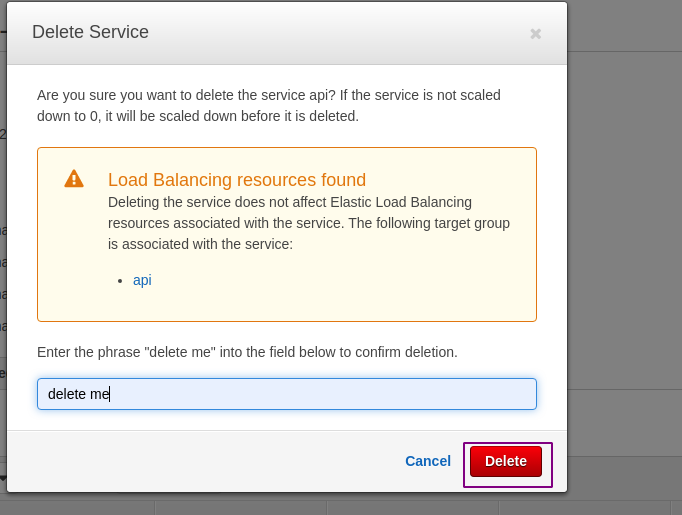 Delete Service
Are you sure you want to delete the service api? If the service is not scaled
down to 0, it will be scaled down before it is deleted.
Load Balancing resources found
Deleting the service does not affect Elastic Load Balancing
resources associated with the service. The following target group
is associated with the service:
• api
Enter the phrase "delete me" into the field below to confirm deletion.
delete me
Cancel
Delete